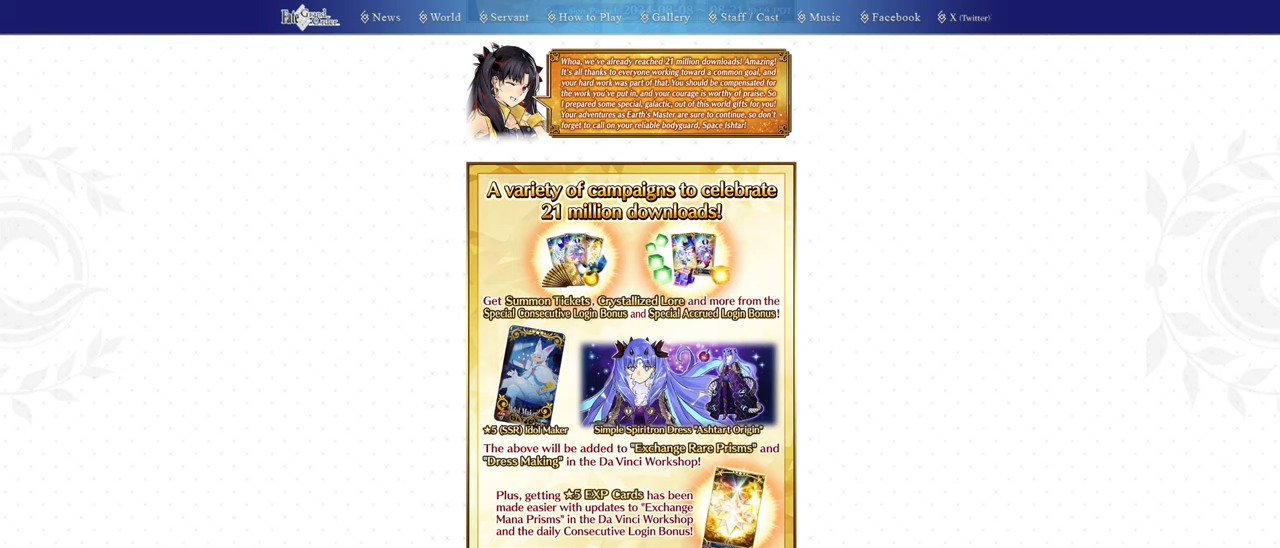 Fate Grand Order
News
World
Servant
How to Play
Gallery
Staff / Cast
Music
Facebook
X (Twitter)
Whoa, we've already reached 21 million downloads! Amazing!
It's all thanks to everyone working toward a common goal, and
your hard work was part of that. You should be compensated for
the work you've put in, and your courage is worthy of praise. So
I prepared some special, galactic, out of this world gifts for you!
Your adventures as Earth's Master are sure to continue, so don't
forget to call on your reliable bodyguard, Space Ishtar!
A variety of campaigns to celebrate
21 million downloads!
Get Summon Tickets, Crystallized Lore and more from the
Special Consecutive Login Bonus and Special Accrued Login Bonus!
Idol Maker
★5 (SSR) Idol Maker
Simple Spiritron Dress "Ashtart Origin"
The above will be added to "Exchange Rare Prisms" and
"Dress Making" in the Da Vinci Workshop!
Plus, getting ★5 EXP Cards has been
made easier with updates to "Exchange
Mana Prisms" in the Da Vinci Workshop
and the daily Consecutive Login Bonus!